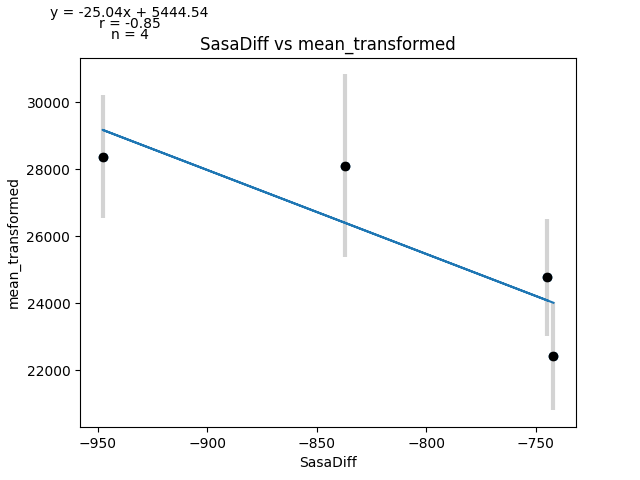 y = -25.04x + 5444.54
r = -0.85
n = 4
SasaDiff vs mean_transformed
30000
28000
26000
24000
22000
mean_transformed
−950
−900
−850
−800
−750
SasaDiff